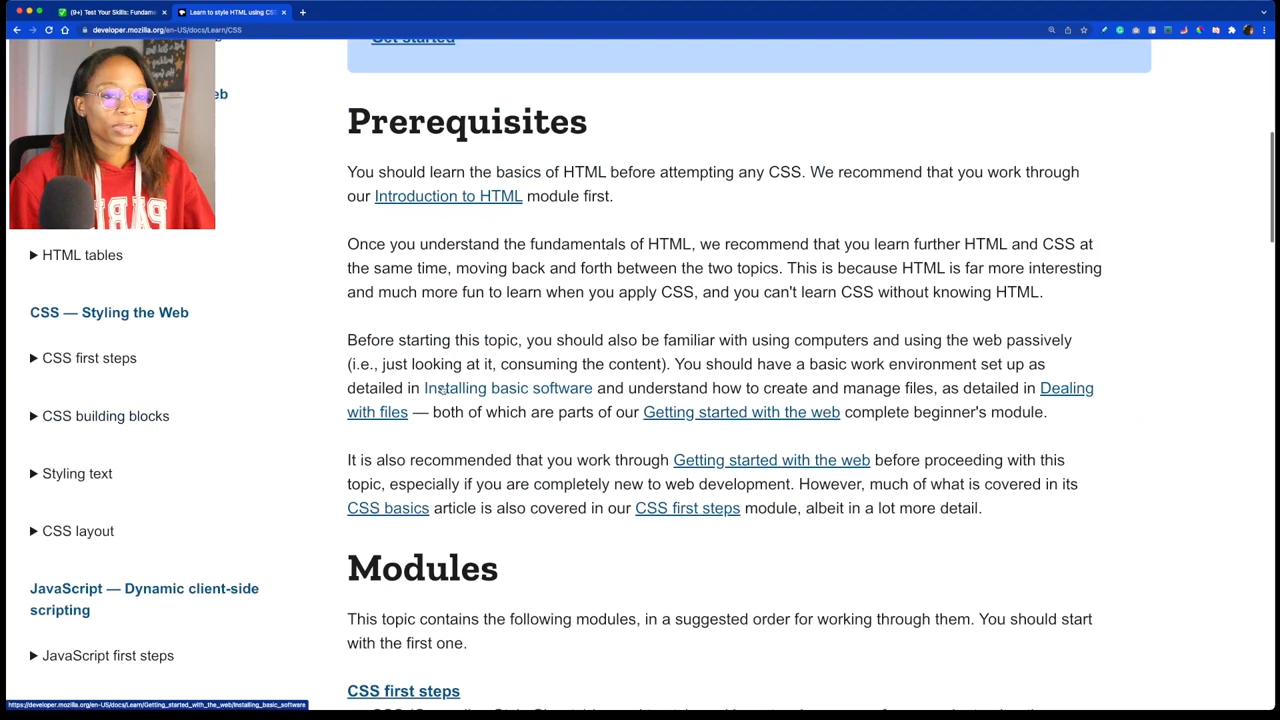 (9+) Test Your Skills: Fundam
Learn to style HTML using CS
developer.mozilla.org/en-US/docs/Learn/CSS
Get started
eb
PARI
HTML tables
CSS — Styling the Web
CSS first steps
CSS building blocks
Styling text
CSS layout
JavaScript — Dynamic client-side
scripting
JavaScript first steps
Prerequisites
You should learn the basics of HTML before attempting any CSS. We recommend that you work through
our Introduction to HTML module first.
Once you understand the fundamentals of HTML, we recommend that you learn further HTML and CSS at
the same time, moving back and forth between the two topics. This is because HTML is far more interesting
and much more fun to learn when you apply CSS, and you can't learn CSS without knowing HTML.
Before starting this topic, you should also be familiar with using computers and using the web passively
(i.e., just looking at it, consuming the content). You should have a basic work environment set up as
detailed in Installing basic software and understand how to create and manage files, as detailed in Dealing
with files — both of which are parts of our Getting started with the web complete beginner's module.
It is also recommended that you work through Getting started with the web before proceeding with this
topic, especially if you are completely new to web development. However, much of what is covered in its
CSS basics article is also covered in our CSS first steps module, albeit in a lot more detail.
Modules
This topic contains the following modules, in a suggested order for working through them. You should start
with the first one.
CSS first steps
https://developer.mozilla.org/en-US/docs/Learn/Getting_started_with_the_web/Installing_basic_software